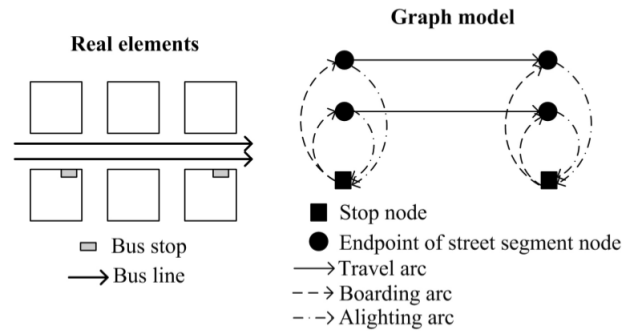 Real elements
Bus stop
Bus line
Graph model
Stop node
Endpoint of street segment node
Travel arc
Boarding arc
Alighting arc